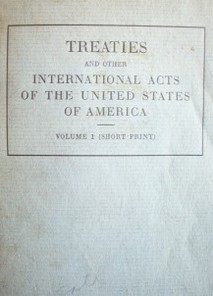 TREATIES
AND OTHER
INTERNATIONAL ACTS
OF THE UNITED STATES
OF AMERICA
VOLUME 1 (SHORT PRINT)